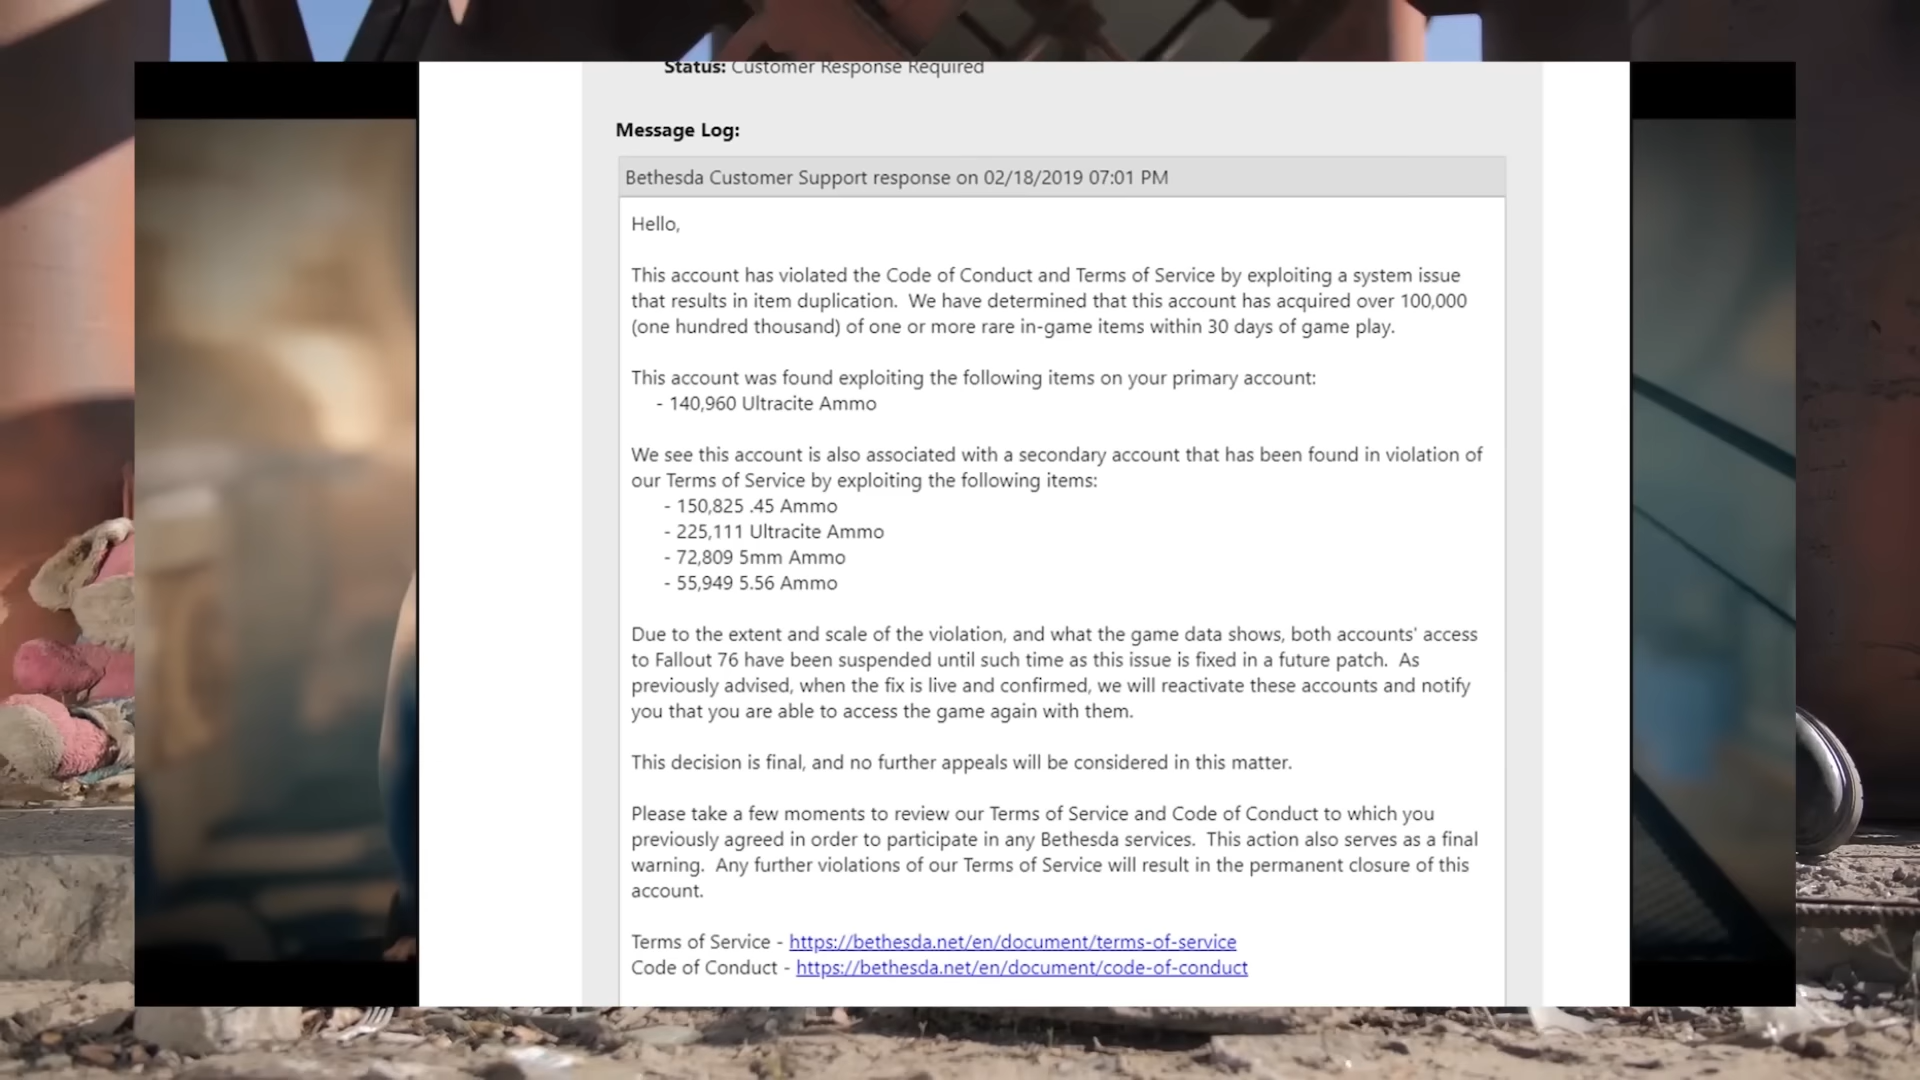 Status: Customer Response Required
Message Log:
Bethesda Customer Support response on 02/18/2019 07:01 PM
Hello,
This account has violated the Code of Conduct and Terms of Service by exploiting a system issue
that results in item duplication.  We have determined that this account has acquired over 100,000
(one hundred thousand) of one or more rare in-game items within 30 days of game play.
This account was found exploiting the following items on your primary account:
- 140,960 Ultracite Ammo
We see this account is also associated with a secondary account that has been found in violation of
our Terms of Service by exploiting the following items:
- 150,825 .45 Ammo
- 225,111 Ultracite Ammo
- 72,809 5mm Ammo
- 55,949 5.56 Ammo
Due to the extent and scale of the violation, and what the game data shows, both accounts' access
to Fallout 76 have been suspended until such time as this issue is fixed in a future patch.  As
previously advised, when the fix is live and confirmed, we will reactivate these accounts and notify
you that you are able to access the game again with them.
This decision is final, and no further appeals will be considered in this matter.
Please take a few moments to review our Terms of Service and Code of Conduct to which you
previously agreed in order to participate in any Bethesda services.  This action also serves as a final
warning.  Any further violations of our Terms of Service will result in the permanent closure of this
account.
Terms of Service - https://bethesda.net/en/document/terms-of-service
Code of Conduct - https://bethesda.net/en/document/code-of-conduct